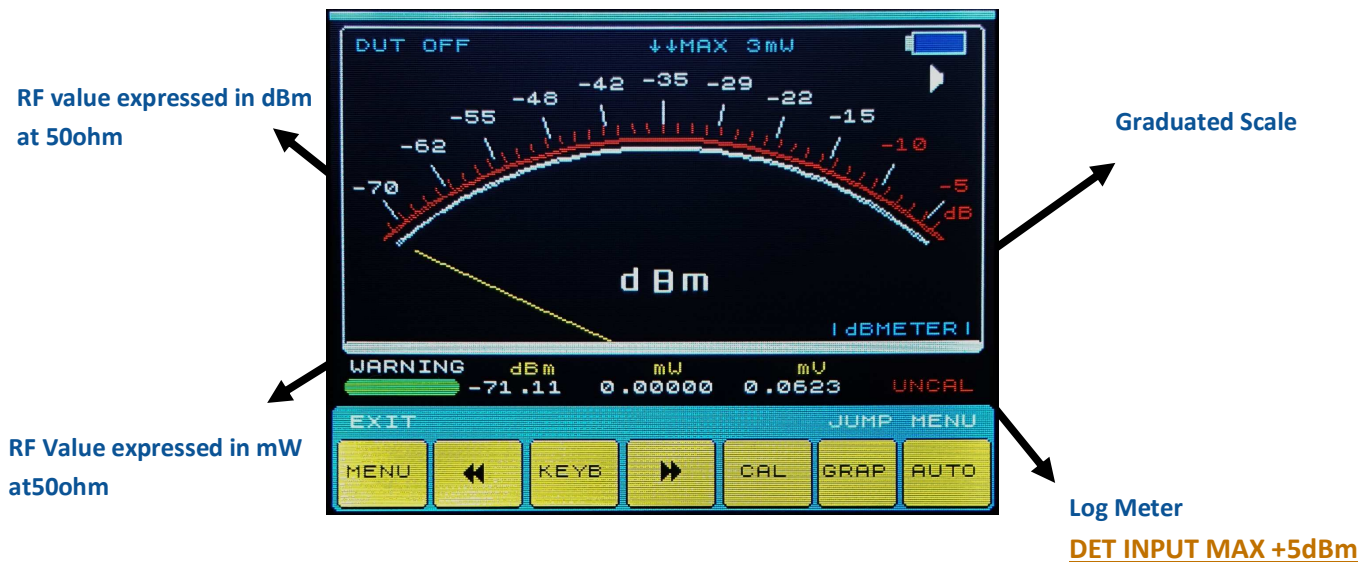 DUT OFF ↓↓MAX 3mW
-70 -62 -55 -48 -42 -35 -29 -22 -15 -10 -5
dB
dBm
|dBMETER|
WARNING dBm mW mV
-71.11 0.00000 0.0623 UNCAL
EXIT JUMP MENU
MENU KEYB CAL GRAP AUTO
RF value expressed in dBm
at 50ohm
RF Value expressed in mW
at50ohm
Graduated Scale
Log Meter
DET INPUT MAX +5dBm